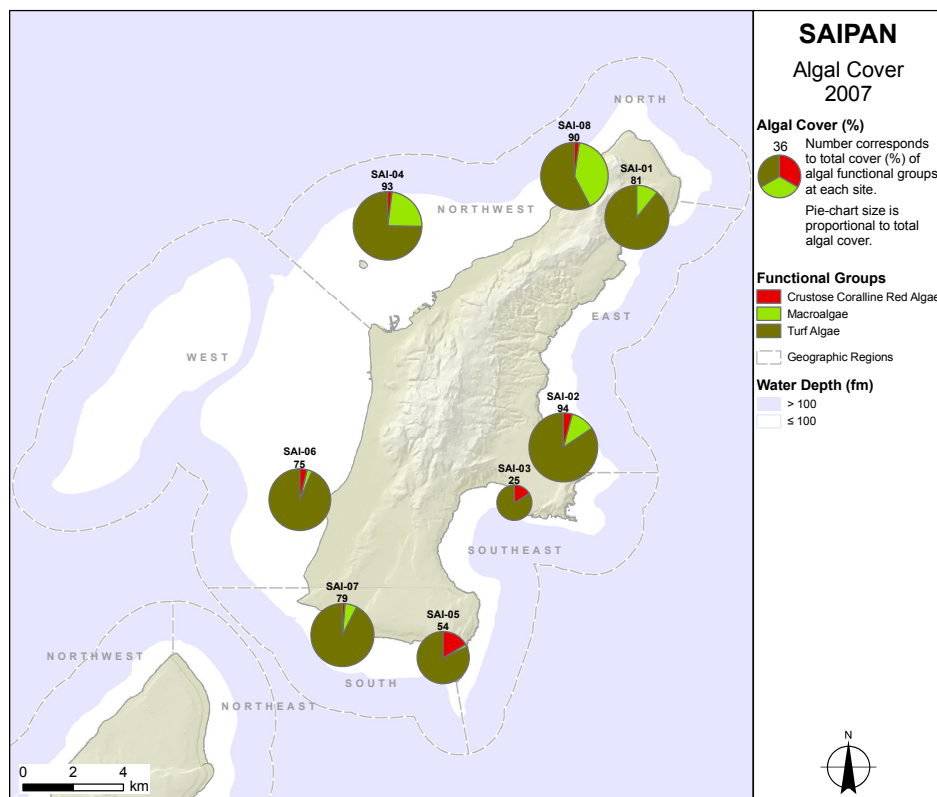 SAIPAN
Algal Cover
2007
Algal Cover (%)
36
Number corresponds
to total cover (%) of
algal functional groups
at each site.
Pie-chart size is
proportional to total
algal cover.
Functional Groups
Crustose Coralline Red Algae
Macroalgae
Turf Algae
Geographic Regions
Water Depth (fm)
> 100
≤ 100
N
NORTH
SAI-08
90
SAI-01
81
SAI-04
93
NORTHWEST
EAST
WEST
SAI-02
94
SAI-06
75
SAI-03
25
SOUTHEAST
SAI-07
79
SAI-05
54
SOUTH
NORTHWEST
NORTHEAST
0 2 4
km